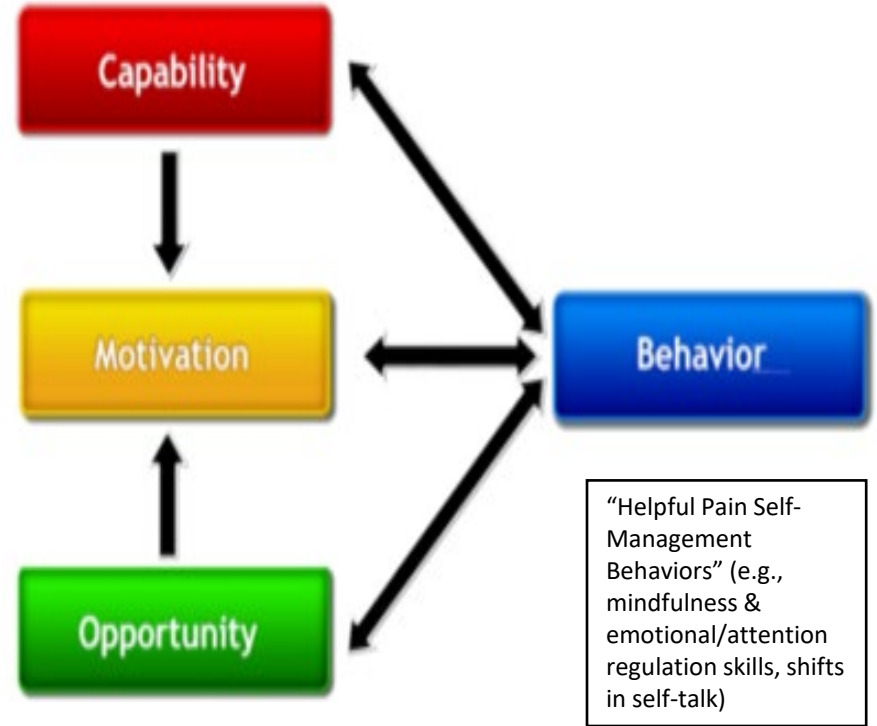 Capability
Motivation
Behavior
Opportunity
“Helpful Pain Self-
Management
Behaviors” (e.g.,
mindfulness &
emotional/attention
regulation skills, shifts
in self-talk)